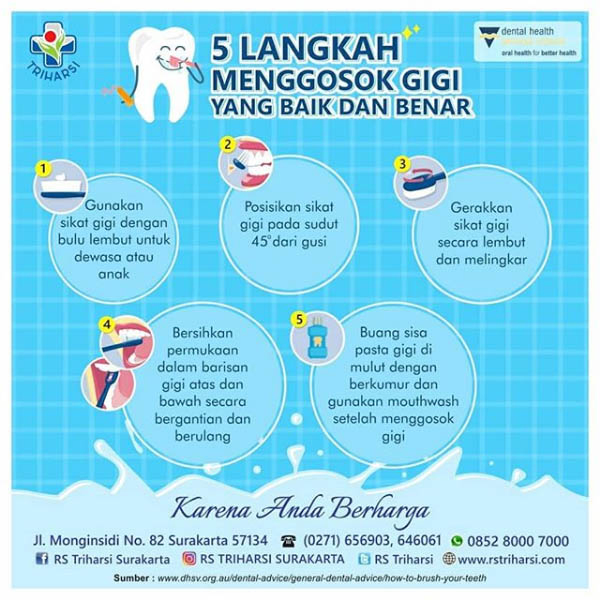 TRIHARSI
5 LANGKAH
MENGGOSOK GIGI
YANG BAIK DAN BENAR
dental health
oral health for better health
1
Gunakan
sikat gigi dengan
bulu lembut untuk
dewasa atau
anak
2
Posisikan sikat
gigi pada sudut
45° dari gusi
3
Gerakkan
sikat gigi
secara lembut
dan melingkar
4
Bersihkan
permukaan
dalam barisan
gigi atas dan
bawah secara
bergantian dan
berulang
5
Buang sisa
pasta gigi di
mulut dengan
berkumur dan
gunakan mouthwash
setelah menggosok
gigi
Karena Anda Berharga
Jl. Monginsidi No. 82 Surakarta 57134 (0271) 656903, 646061 0852 8000 7000
RS Triharsi Surakarta RS TRIHARSI SURAKARTA RS Triharsi www.rstriharsi.com
Sumber : www.dhsv.org.au/dental-advice/general-dental-advice/how-to-brush-your-teeth